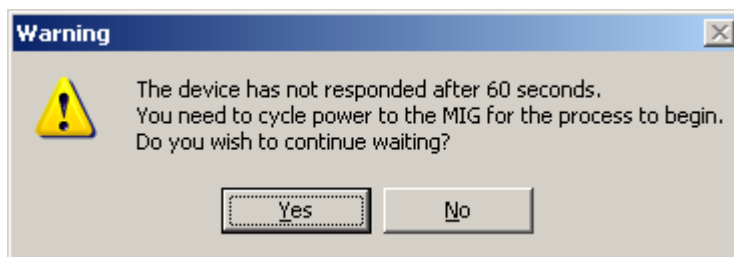 Warning
The device has not responded after 60 seconds.
You need to cycle power to the MIG for the process to begin.
Do you wish to continue waiting?
Yes No